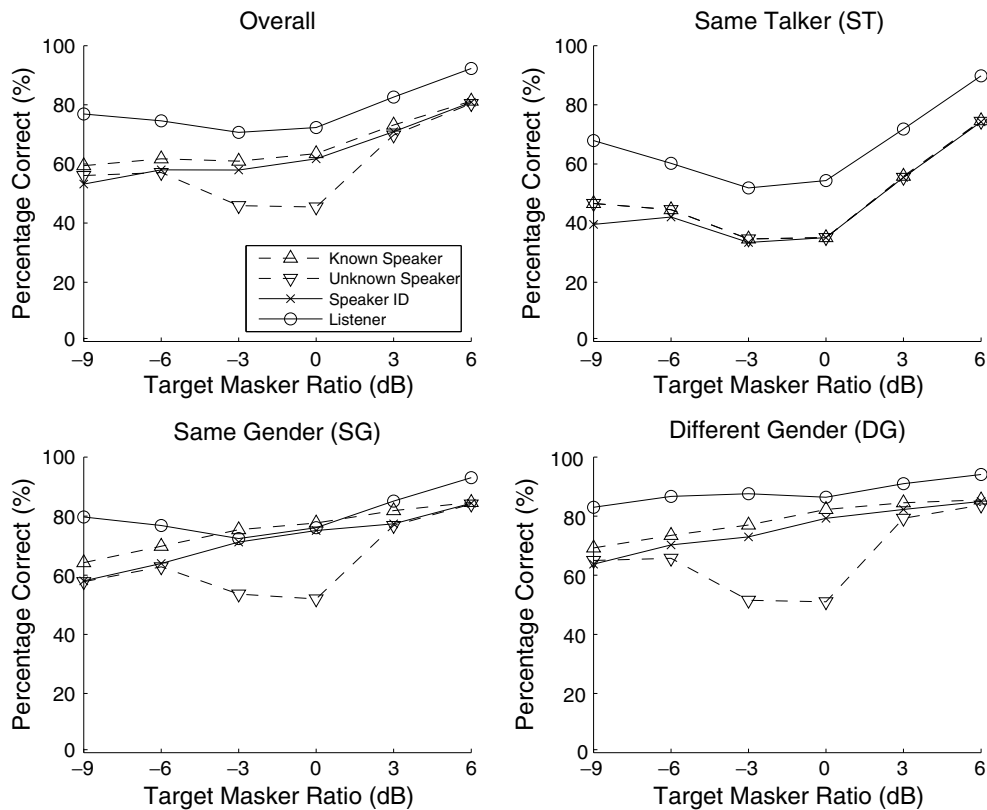 Overall
Percentage Correct (%)
100
80
60
40
20
0
Known Speaker
Unknown Speaker
Speaker ID
Listener
−9 −6 −3 0 3 6
Target Masker Ratio (dB)
Same Talker (ST)
Percentage Correct (%)
100
80
60
40
20
0
−9 −6 −3 0 3 6
Target Masker Ratio (dB)
Same Gender (SG)
Percentage Correct (%)
100
80
60
40
20
0
−9 −6 −3 0 3 6
Target Masker Ratio (dB)
Different Gender (DG)
Percentage Correct (%)
100
80
60
40
20
0
−9 −6 −3 0 3 6
Target Masker Ratio (dB)